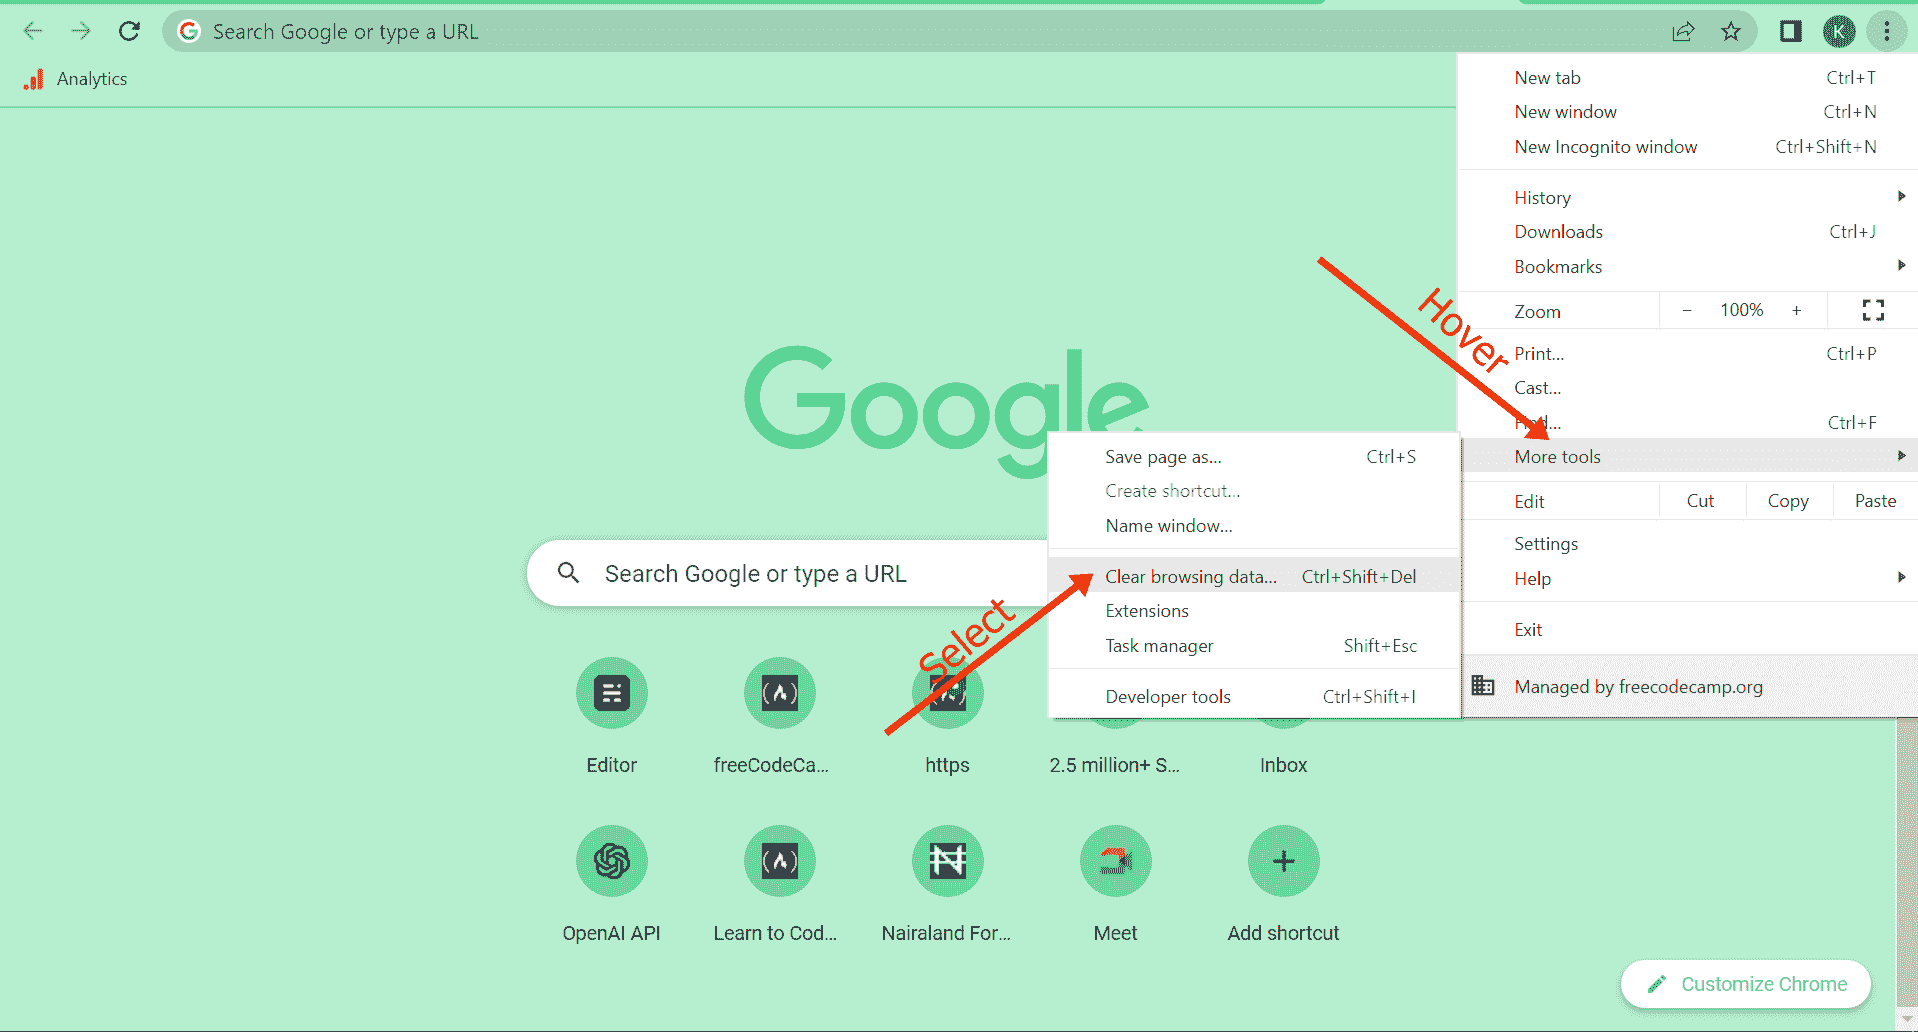 Search Google or type a URL
K
Analytics
New tab Ctrl+T
New window Ctrl+N
New Incognito window Ctrl+Shift+N
History
Downloads Ctrl+J
Bookmarks
Zoom − 100% +
Print... Ctrl+P
Cast...
Find... Ctrl+F
More tools
Edit Cut Copy Paste
Settings
Help
Exit
Managed by freecodecamp.org
Hover
Google
Save page as... Ctrl+S
Create shortcut...
Name window...
Clear browsing data... Ctrl+Shift+Del
Extensions
Task manager Shift+Esc
Developer tools Ctrl+Shift+I
Select
Search Google or type a URL
Editor freeCodeCa... https 2.5 million+ S... Inbox
OpenAI API Learn to Cod... Nairaland For... Meet Add shortcut
Customize Chrome